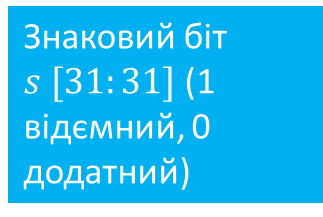 Знаковий біт
s [31:31] (1
відємний, 0
додатний)